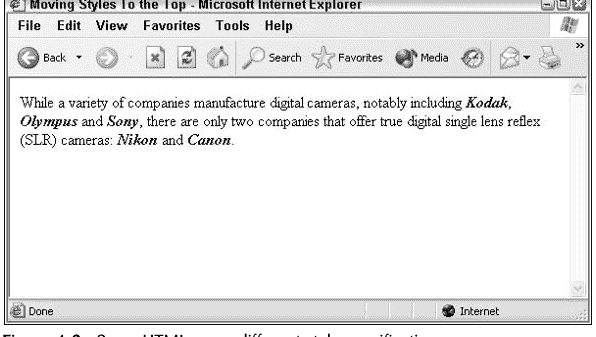 Moving Styles To the Top - Microsoft Internet Explorer
File Edit View Favorites Tools Help
Back Search Favorites Media »
While a variety of companies manufacture digital cameras, notably including Kodak,
Olympus and Sony, there are only two companies that offer true digital single lens reflex
(SLR) cameras: Nikon and Canon.
Done Internet